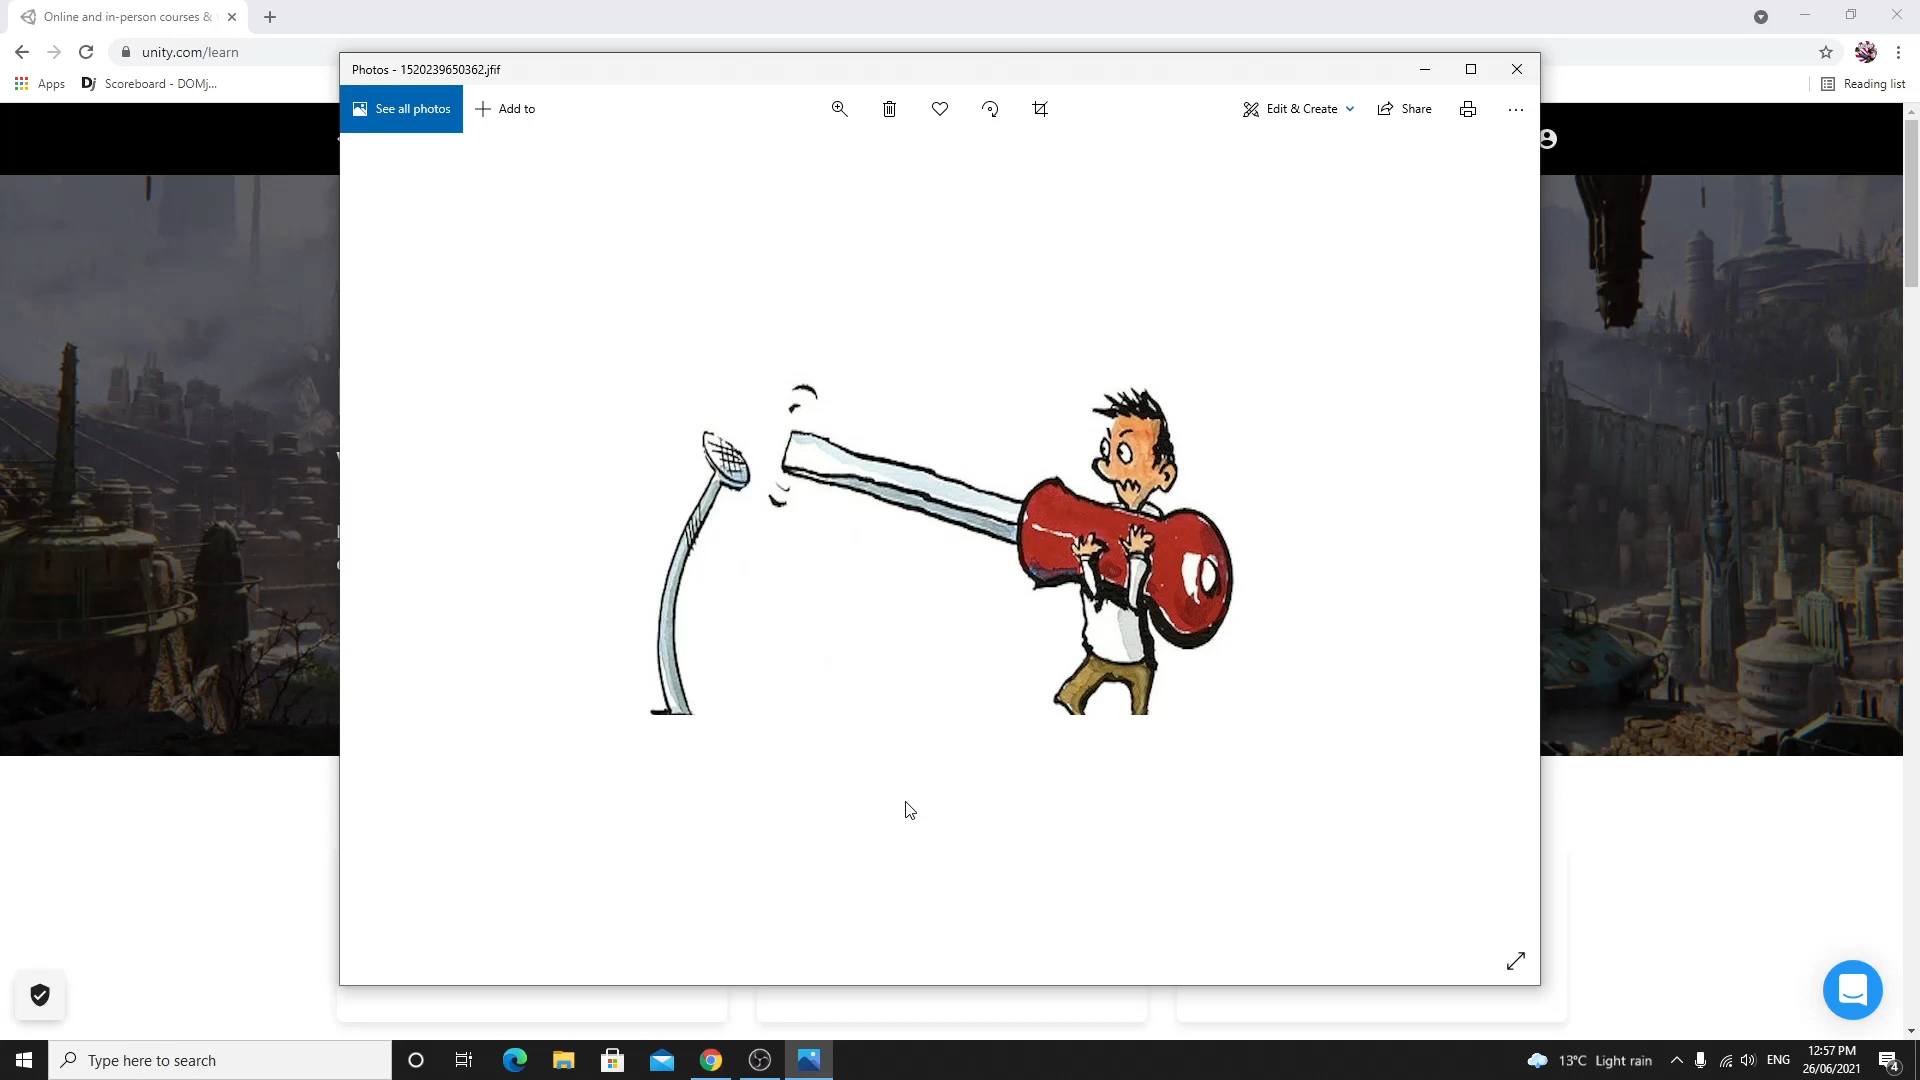 Online and in-person courses &
unity.com/learn
Apps
Scoreboard - DOMj...
Reading list
Photos - 1520239650362.jfif
See all photos
Add to
Edit & Create
Share
Type here to search
13°C Light rain
ENG
12:57 PM
26/06/2021
4